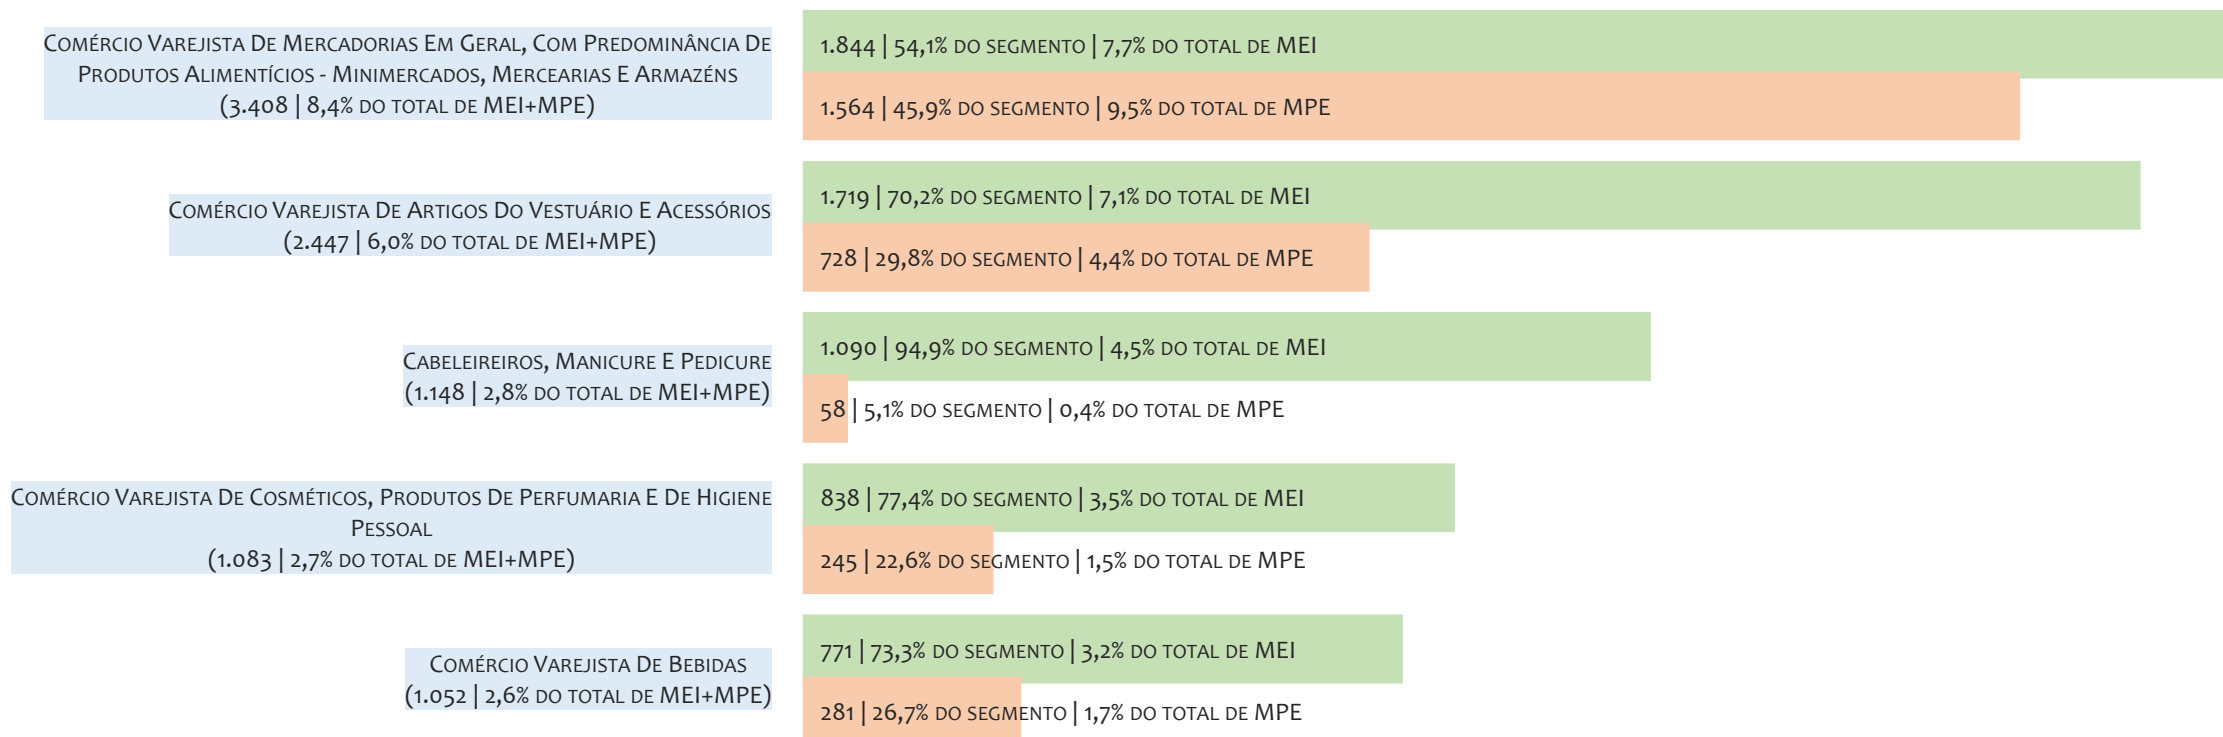 Comércio Varejista De Mercadorias Em Geral, Com Predominância De
Produtos Alimentícios - Minimercados, Mercearias E Armazéns
(3.408 | 8,4% do total de MEI+MPE)
1.844 | 54,1% do segmento | 7,7% do total de MEI
1.564 | 45,9% do segmento | 9,5% do total de MPE
Comércio Varejista De Artigos Do Vestuário E Acessórios
(2.447 | 6,0% do total de MEI+MPE)
1.719 | 70,2% do segmento | 7,1% do total de MEI
728 | 29,8% do segmento | 4,4% do total de MPE
Cabeleireiros, Manicure E Pedicure
(1.148 | 2,8% do total de MEI+MPE)
1.090 | 94,9% do segmento | 4,5% do total de MEI
58 | 5,1% do segmento | 0,4% do total de MPE
Comércio Varejista De Cosméticos, Produtos De Perfumaria E De Higiene
Pessoal
(1.083 | 2,7% do total de MEI+MPE)
838 | 77,4% do segmento | 3,5% do total de MEI
245 | 22,6% do segmento | 1,5% do total de MPE
Comércio Varejista De Bebidas
(1.052 | 2,6% do total de MEI+MPE)
771 | 73,3% do segmento | 3,2% do total de MEI
281 | 26,7% do segmento | 1,7% do total de MPE